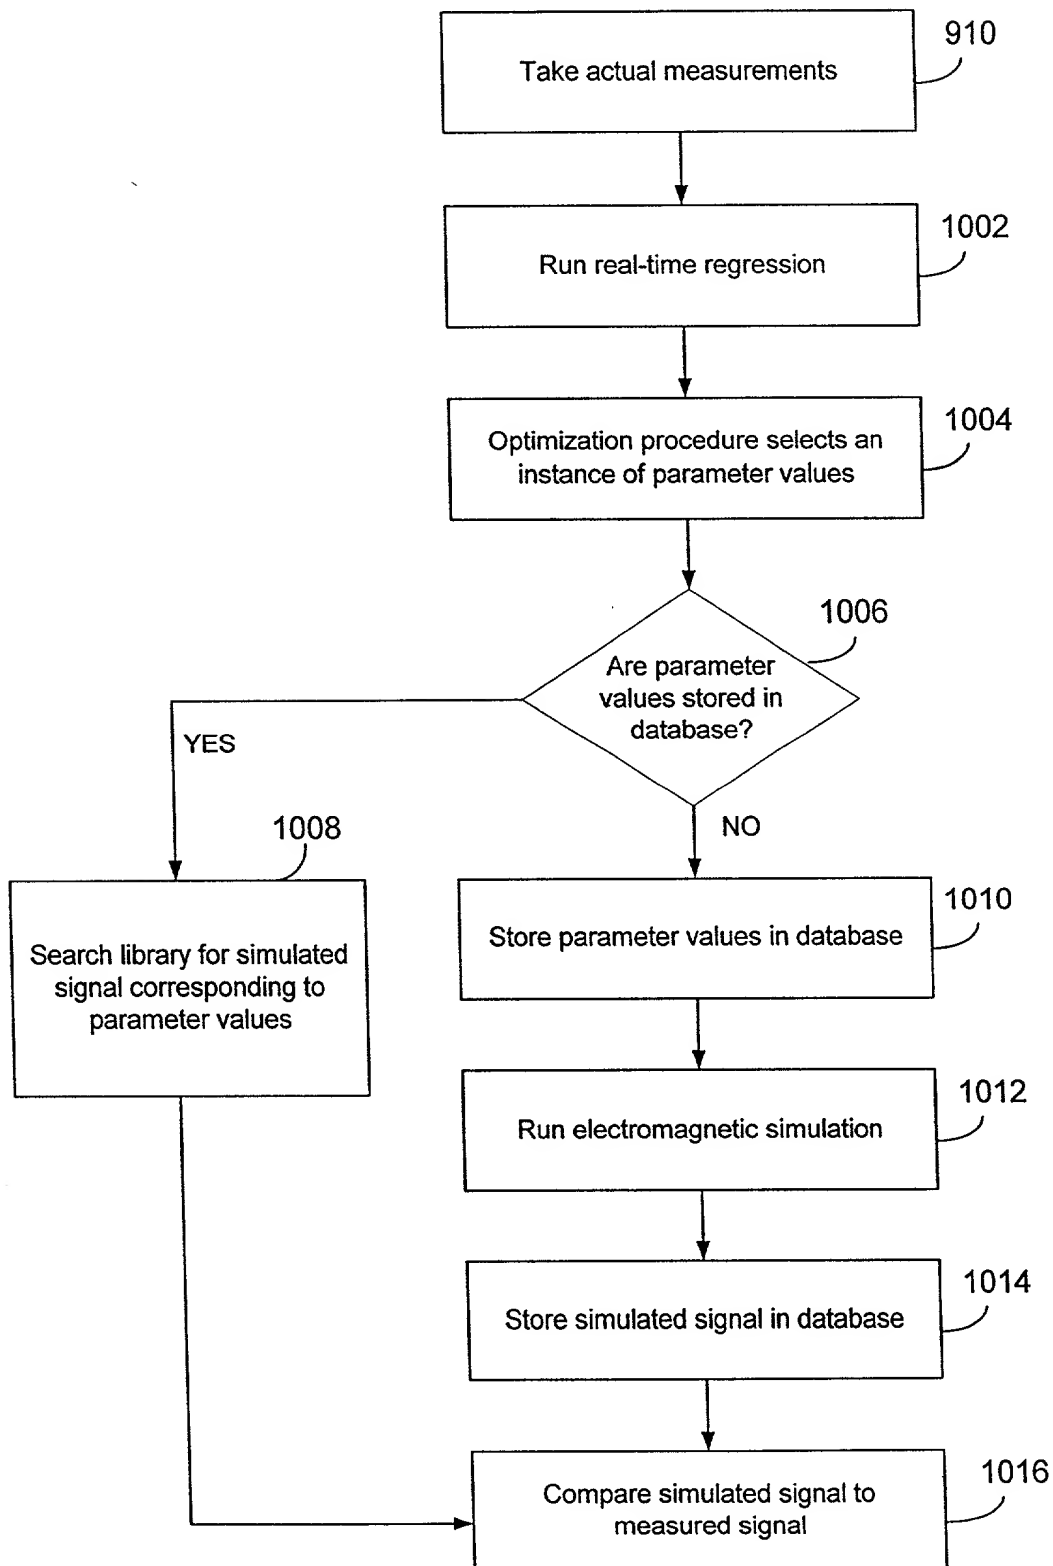 910
Take actual measurements
1002
Run real-time regression
1004
Optimization procedure selects an
instance of parameter values
1006
Are parameter
values stored in
database?
YES
NO
1008
Search library for simulated
signal corresponding to
parameter values
1010
Store parameter values in database
1012
Run electromagnetic simulation
1014
Store simulated signal in database
1016
Compare simulated signal to
measured signal